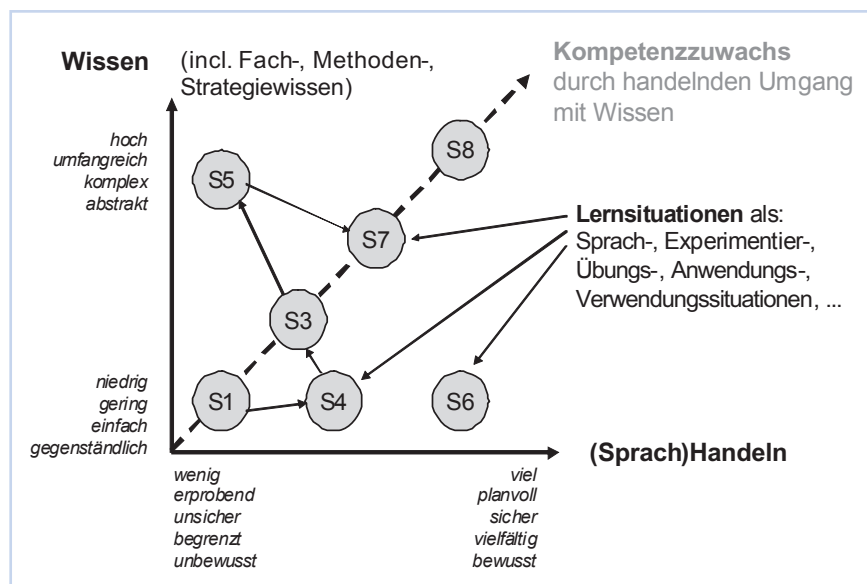 Wissen
(incl. Fach-, Methoden-,
Strategiewissen)
Kompetenzzuwachs
durch handelnden Umgang
mit Wissen
hoch
umfangreich
komplex
abstrakt
S8
S5
S7
Lernsituationen als:
Sprach-, Experimentier-,
Übungs-, Anwendungs-,
Verwendungssituationen, ...
S3
niedrig
gering
einfach
gegenständlich
S1
S4
S6
(Sprach)Handeln
wenig
erprobend
unsicher
begrenzt
unbewusst
viel
planvoll
sicher
vielfältig
bewusst